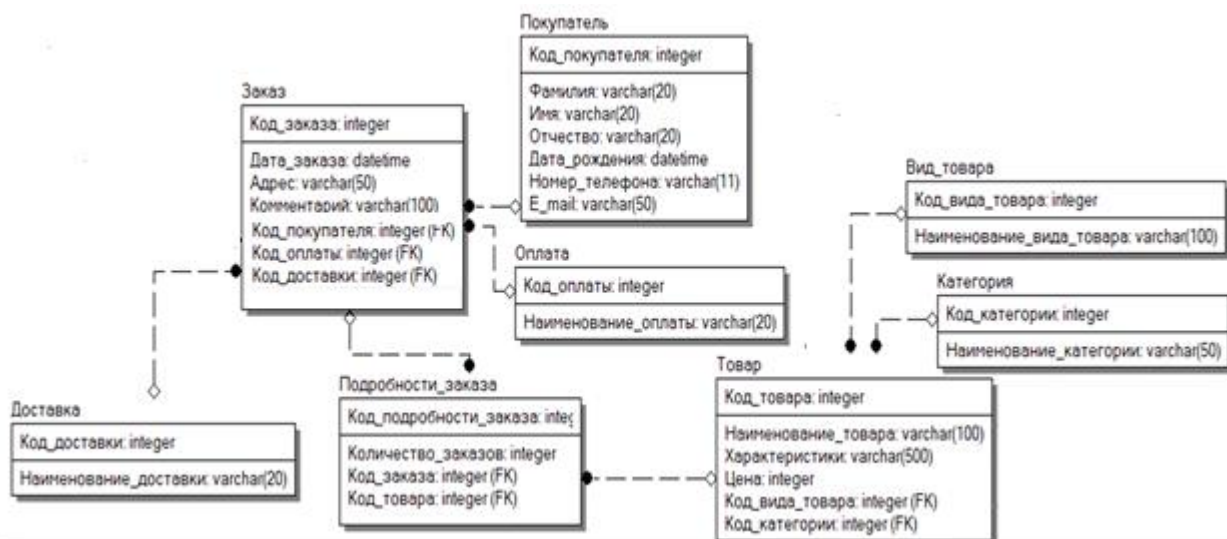 Покупатель
Код_покупателя: integer
Фамилия: varchar(20)
Имя: varchar(20)
Отчество: varchar(20)
Дата_рождения: datetime
Номер_телефона: varchar(11)
E_mail: varchar(50)
Заказ
Код_заказа: integer
Дата_заказа: datetime
Адрес: varchar(50)
Комментарий: varchar(100)
Код_покупателя: integer (FK)
Код_оплаты: integer (FK)
Код_доставки: integer (FK)
Вид_товара
Код_вида_товара: integer
Наименование_вида_товара: varchar(100)
Оплата
Код_оплаты: integer
Наименование_оплаты: varchar(20)
Категория
Код_категории: integer
Наименование_категории: varchar(50)
Доставка
Код_доставки: integer
Наименование_доставки: varchar(20)
Подробности_заказа
Код_подробности_заказа: integ
Количество_заказов: integer
Код_заказа: integer (FK)
Код_товара: integer (FK)
Товар
Код_товара: integer
Наименование_товара: varchar(100)
Характеристики: varchar(500)
Цена: integer
Код_вида_товара: integer (FK)
Код_категории: integer (FK)